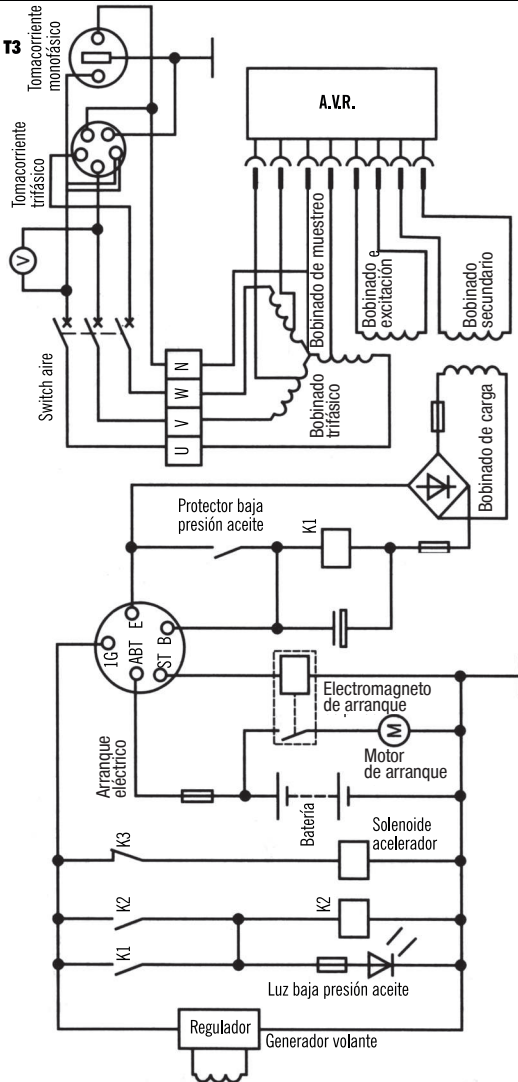 T3
Tomacorriente
monofásico
Tomacorriente
trifásico
A.V.R.
V
Switch aire
Bobinado de muestreo
Bobinado e
excitación
Bobinado
secundario
Bobinado
trifásico
U V W N
Bobinado de carga
Protector baja
presión aceite
K1
1G ABT E
ST B
Electromagneto
de arranque
M
Motor
de arranque
Arranque
eléctrico
Batería
K3
Solenoide
acelerador
K2
K2
K1
Luz baja presión aceite
Regulador
Generador volante